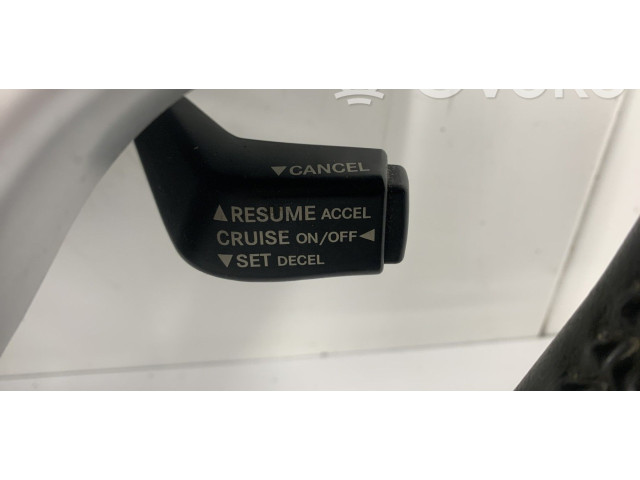 ▼CANCEL
▲RESUME ACCEL
CRUISE ON/OFF◄
▼SET DECEL